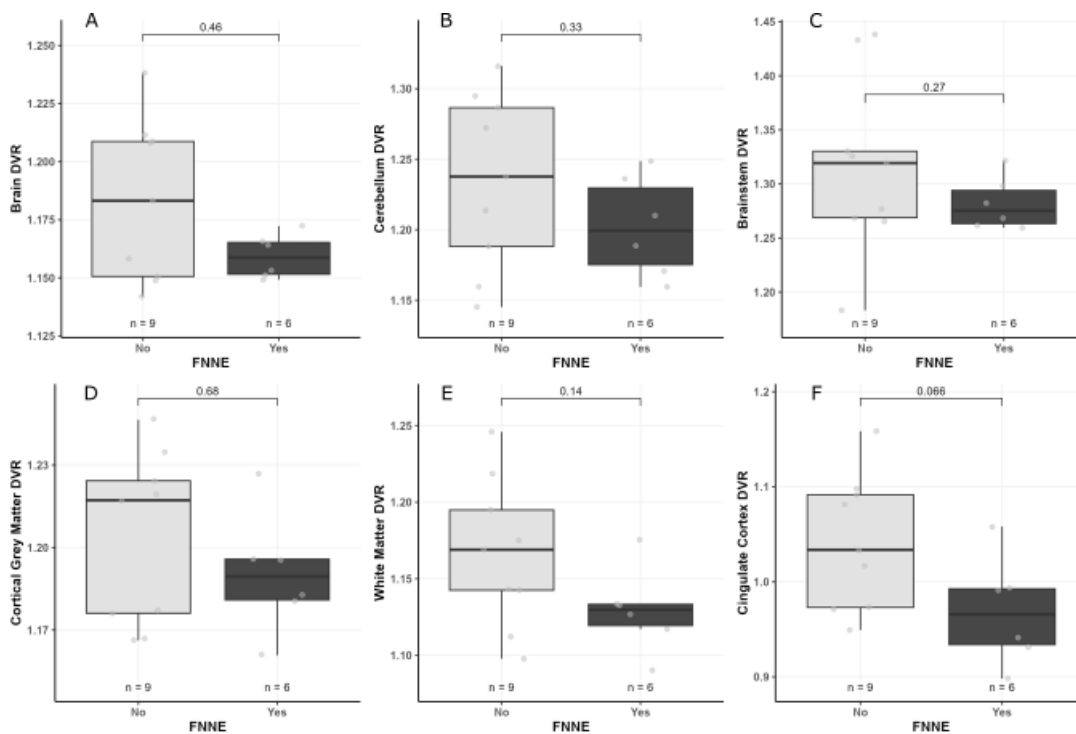 A
0.46
1.250
1.225
1.200
1.175
1.150
1.125
Brain DVR
n = 9
n = 6
No
Yes
FNNE
B
0.33
1.30
1.25
1.20
1.15
Cerebellum DVR
n = 9
n = 6
No
Yes
FNNE
C
0.27
1.45
1.40
1.35
1.30
1.25
1.20
Brainstem DVR
n = 9
n = 6
No
Yes
FNNE
D
0.68
1.23
1.20
1.17
Cortical Grey Matter DVR
n = 9
n = 6
No
Yes
FNNE
E
0.14
1.25
1.20
1.15
1.10
White Matter DVR
n = 9
n = 6
No
Yes
FNNE
F
0.066
1.2
1.1
1.0
0.9
Cingulate Cortex DVR
n = 9
n = 6
No
Yes
FNNE